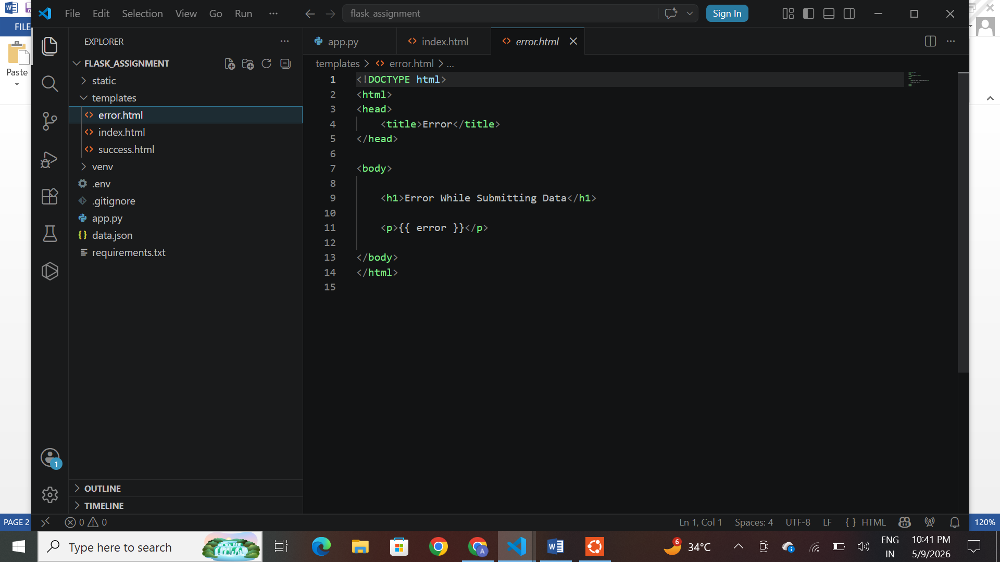 File Edit Selection View Go Run
flask_assignment
Sign In
FILE
Paste
EXPLORER
FLASK_ASSIGNMENT
static
templates
error.html
index.html
success.html
venv
.env
.gitignore
app.py
data.json
requirements.txt
OUTLINE
TIMELINE
app.py index.html error.html
templates > error.html > ...
1 <!DOCTYPE html>
2 <html>
3 <head>
4 <title>Error</title>
5 </head>
6
7 <body>
8
9 <h1>Error While Submitting Data</h1>
10
11 <p>{{ error }}</p>
12
13 </body>
14 </html>
15
1
PAGE 2
0 0
Ln 1, Col 1 Spaces: 4 UTF-8 LF { } HTML
120%
Type here to search
A
6
34°C
ENG
IN
10:41 PM
5/9/2026